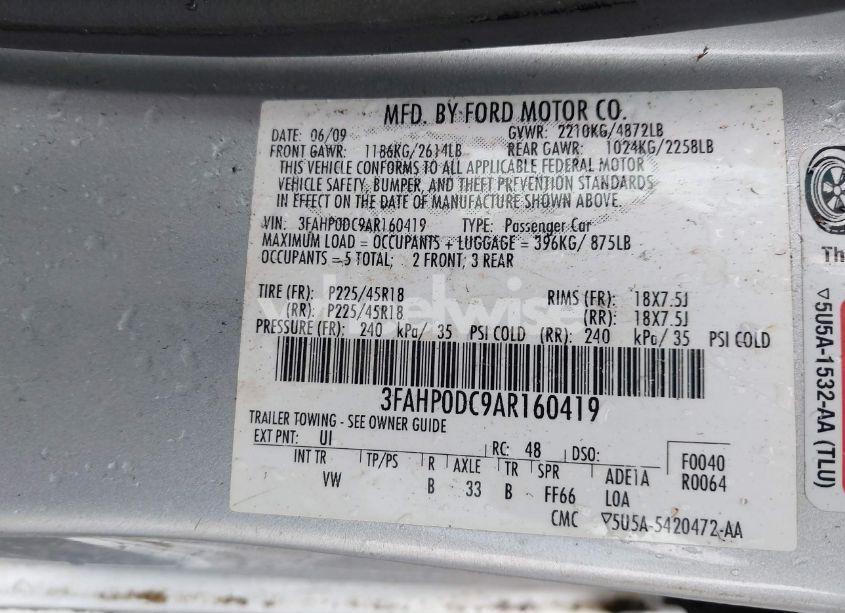 MFD. BY FORD MOTOR CO.
DATE: 06/09 GVWR: 2210KG/4872LB
FRONT GAWR: 1186KG/2614LB REAR GAWR: 1024KG/2258LB
THIS VEHICLE CONFORMS TO ALL APPLICABLE FEDERAL MOTOR
VEHICLE SAFETY, BUMPER, AND THEFT PREVENTION STANDARDS
IN EFFECT ON THE DATE OF MANUFACTURE SHOWN ABOVE.
VIN: 3FAHP0DC9AR160419 TYPE: Passenger Car
MAXIMUM LOAD = OCCUPANTS + LUGGAGE = 396KG/ 875LB
OCCUPANTS = 5 TOTAL; 2 FRONT; 3 REAR
TIRE (FR): P225/45R18 RIMS (FR): 18X7.5J
(RR): P225/45R18 (RR): 18X7.5J
PRESSURE (FR): 240 kPa/ 35 PSI COLD (RR): 240 kPa/ 35 PSI COLD
wheelwise
3FAHP0DC9AR160419
TRAILER TOWING - SEE OWNER GUIDE
EXT PNT: UI RC: 48 DSO:
INT TR TP/PS R AXLE TR SPR ADE1A F0040
VW B 33 B FF66 LOA R0064
CMC ▽5U5A-5420472-AA
Th
▽5U5A-1532-AA (TLU)